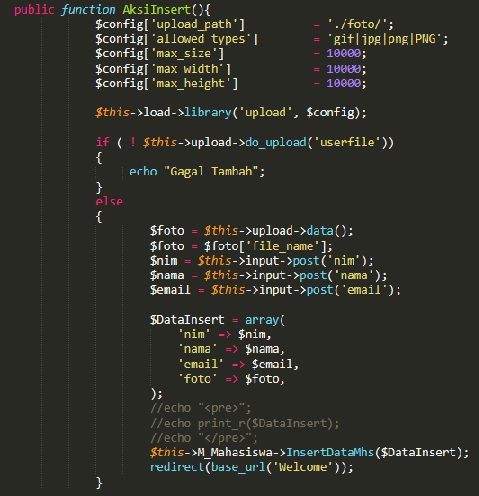 public function AksiInsert(){
$config['upload_path'] = './foto/';
$config['allowed_types'] = 'gif|jpg|png|PNG';
$config['max_size'] = 10000;
$config['max_width'] = 10000;
$config['max_height'] = 10000;
$this->load->library('upload', $config);
if ( ! $this->upload->do_upload('userfile'))
{
echo "Gagal Tambah";
}
else
{
$foto = $this->upload->data();
$foto = $foto['file_name'];
$nim = $this->input->post('nim');
$nama = $this->input->post('nama');
$email = $this->input->post('email');
$DataInsert = array(
'nim' => $nim,
'nama' => $nama,
'email' => $email,
'foto' => $foto,
);
//echo "<pre>";
//echo print_r($DataInsert);
//echo "</pre>";
$this->M_Mahasiswa->InsertDataMhs($DataInsert);
redirect(base_url('Welcome'));
}